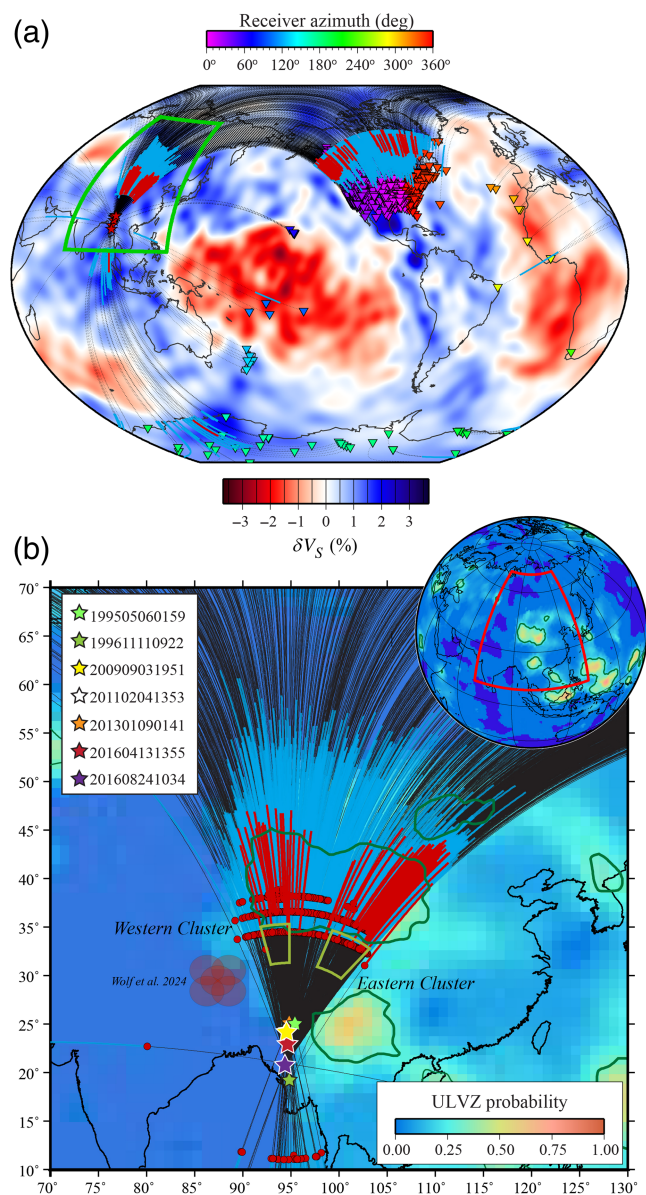 (a)
Receiver azimuth (deg)
0° 60° 120° 180° 240° 300° 360°
−3 −2 −1 0 1 2 3
δVS (%)
(b)
70°
65°
60°
55°
50°
45°
40°
35°
30°
25°
20°
15°
10°
199505060159
199611110922
200909031951
201102041353
201301090141
201604131355
201608241034
Western Cluster
Wolf et al. 2024
Eastern Cluster
ULVZ probability
0.00 0.25 0.50 0.75 1.00
70° 75° 80° 85° 90° 95° 100° 105° 110° 115° 120° 125° 130°